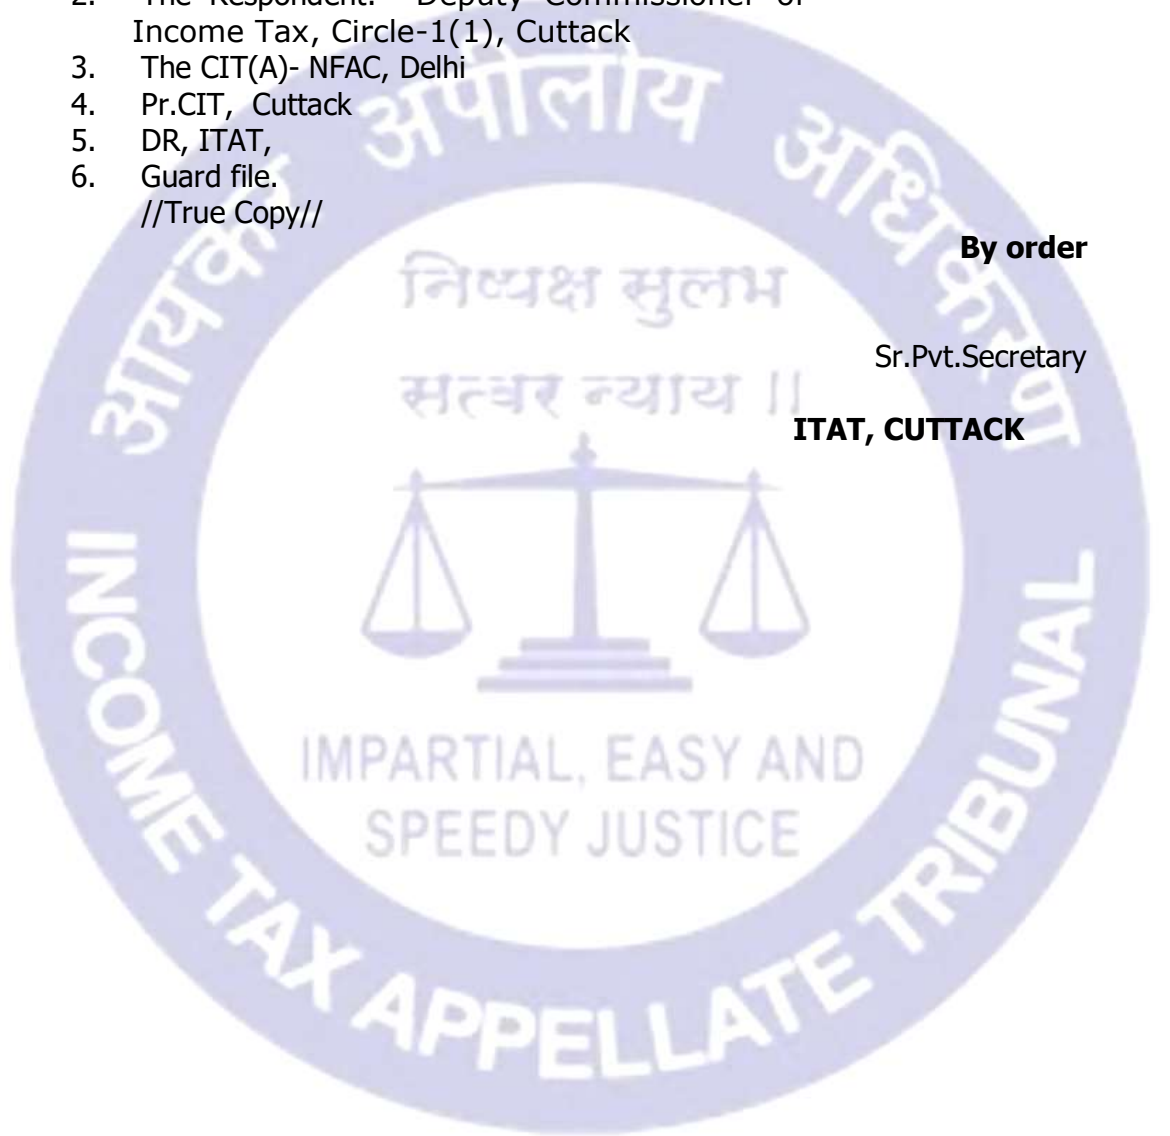 2. The Respondent: Deputy Commissioner of
Income Tax, Circle-1(1), Cuttack
3. The CIT(A)- NFAC, Delhi
4. Pr.CIT, Cuttack
5. DR, ITAT,
6. Guard file.
//True Copy//
By order
Sr.Pvt.Secretary
ITAT, CUTTACK
आयकर अपीलीय अधिकरण
निष्पक्ष सुलभ
सत्वर न्याय ||
IMPARTIAL, EASY AND
SPEEDY JUSTICE
INCOME TAX APPELLATE TRIBUNAL